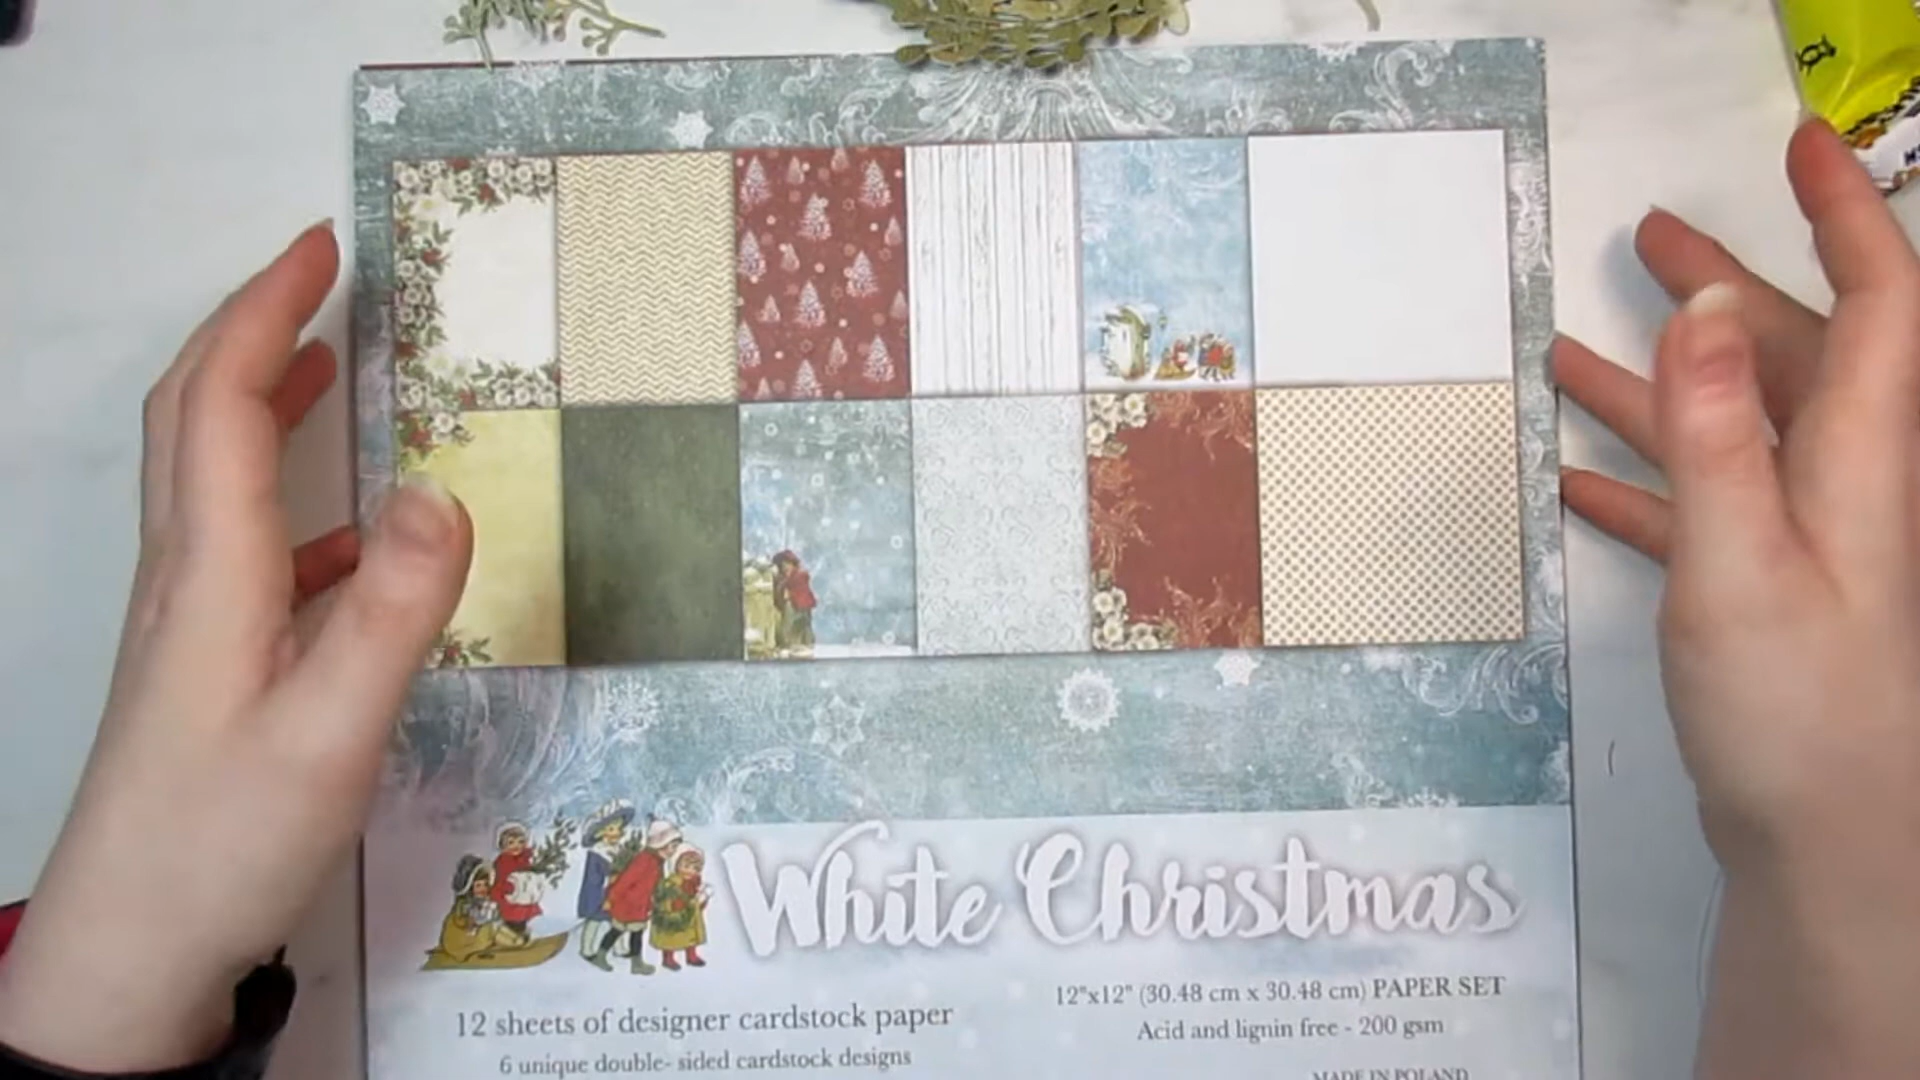 White Christmas
12 sheets of designer cardstock paper
6 unique double- sided cardstock designs
12"x12" (30.48 cm x 30.48 cm) PAPER SET
Acid and lignin free - 200 gsm
MADE IN POLAND